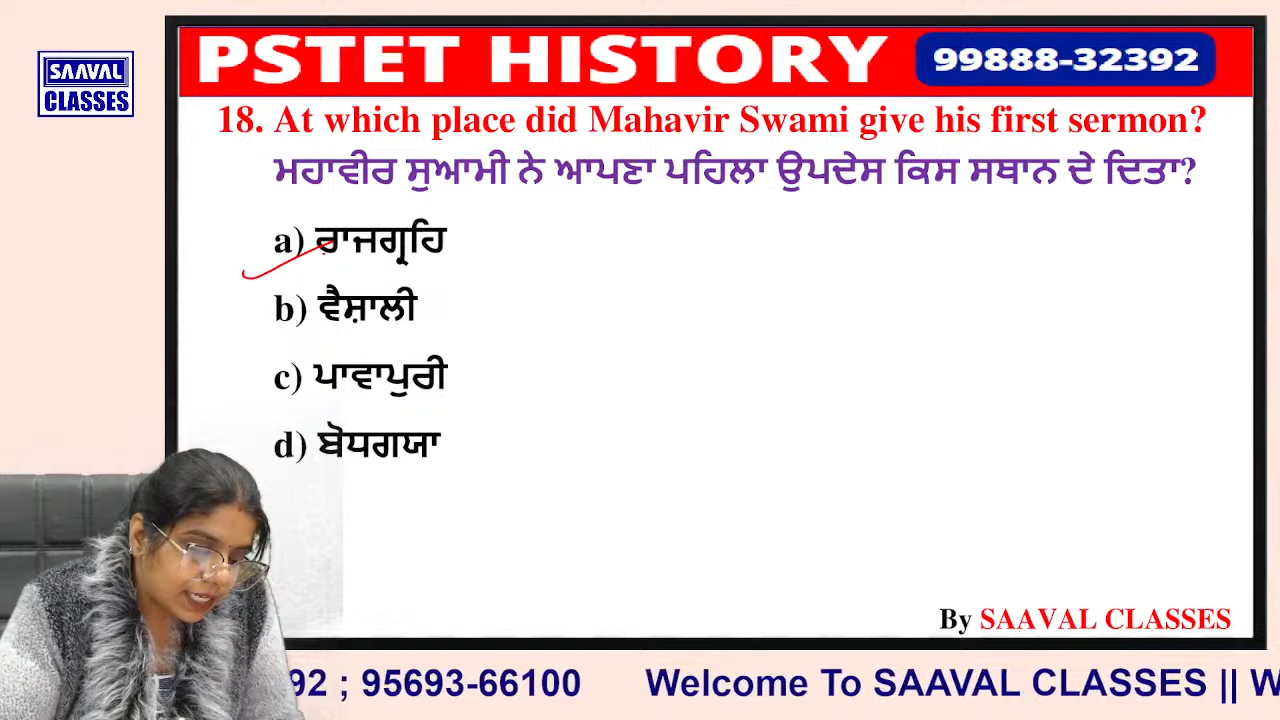 SAAVAL
CLASSES
PSTET HISTORY
99888-32392
18. At which place did Mahavir Swami give his first sermon?
ਮਹਾਵੀਰ ਸੁਆਮੀ ਨੇ ਆਪਣਾ ਪਹਿਲਾ ਉਪਦੇਸ ਕਿਸ ਸਥਾਨ ਦੇ ਦਿਤਾ?
a) ਰਾਜਗ੍ਰਹਿ
b) ਵੈਸ਼ਾਲੀ
c) ਪਾਵਾਪੁਰੀ
d) ਬੋਧਗਯਾ
By SAAVAL CLASSES
92 ; 95693-66100 Welcome To SAAVAL CLASSES || W